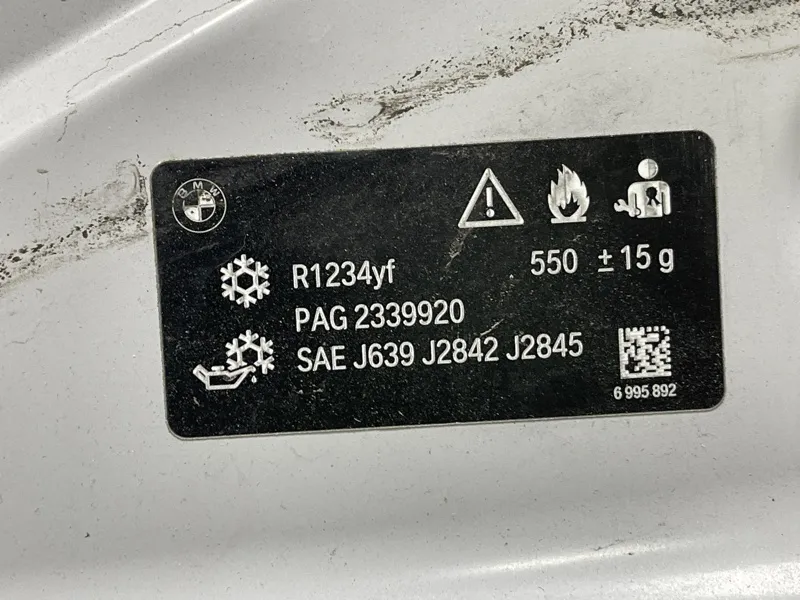 BMW
R1234yf 550 ± 15 g
PAG 2339920
SAE J639 J2842 J2845
6 995 892